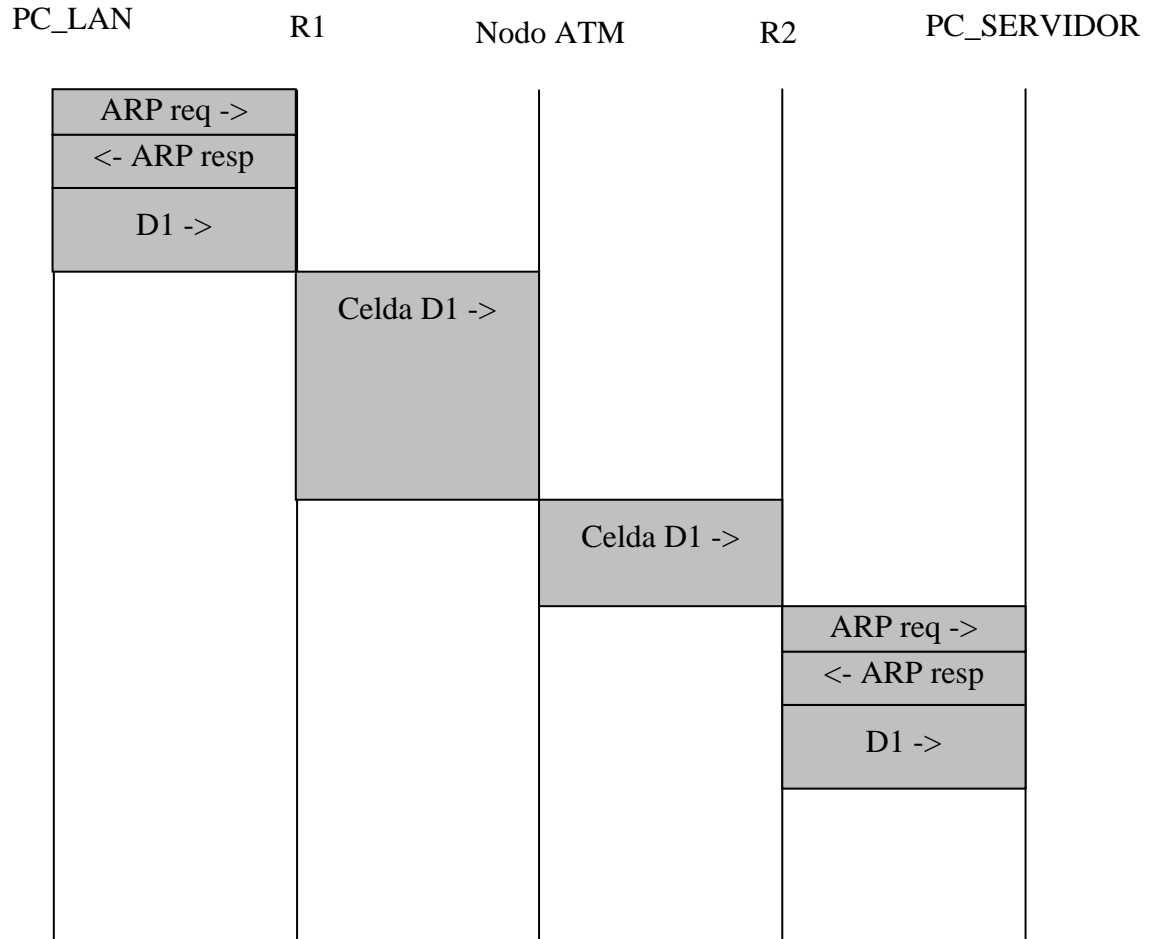 PC_LAN
R1
Nodo ATM
R2
PC_SERVIDOR
ARP req ->
<- ARP resp
D1 ->
Celda D1 ->
Celda D1 ->
ARP req ->
<- ARP resp
D1 ->